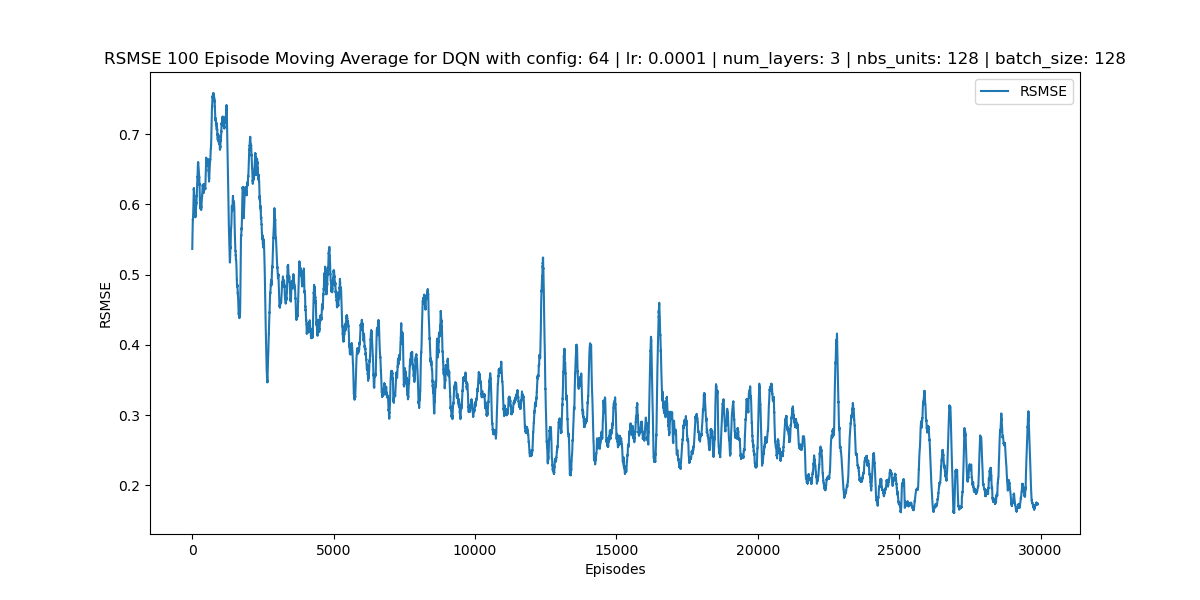 RSMSE 100 Episode Moving Average for DQN with config: 64 | lr: 0.0001 | num_layers: 3 | nbs_units: 128 | batch_size: 128
RSMSE
0.7
0.6
0.5
0.4
0.3
0.2
RSMSE
0 5000 10000 15000 20000 25000 30000
Episodes